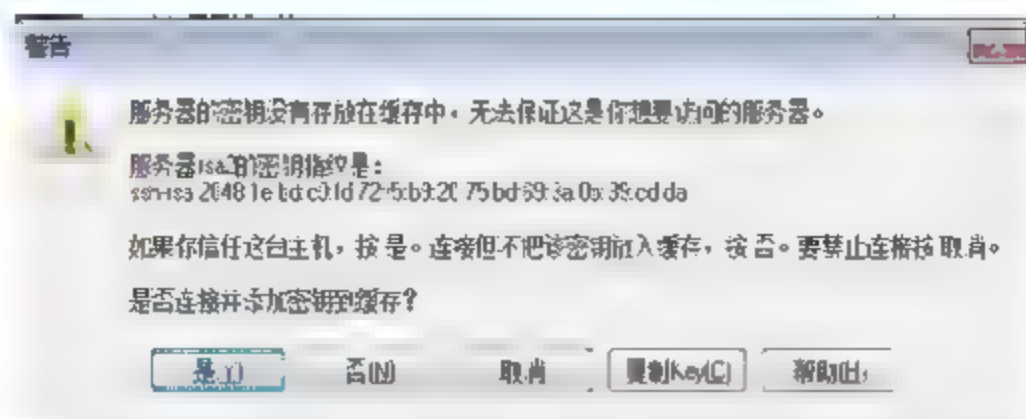 警告
服务器的密钥没有存放在缓存中,无法保证这是你想要访问的服务器。
服务器rsa2的密钥指纹是:
ssh-rsa 2048
如果你信任这台主机,按 是。连接但不把该密钥放入缓存,按 否。要禁止连接按 取消。
是否连接并添加密钥到缓存?
是(Y)
否(N)
取消
复制Key(C)
帮助(H)